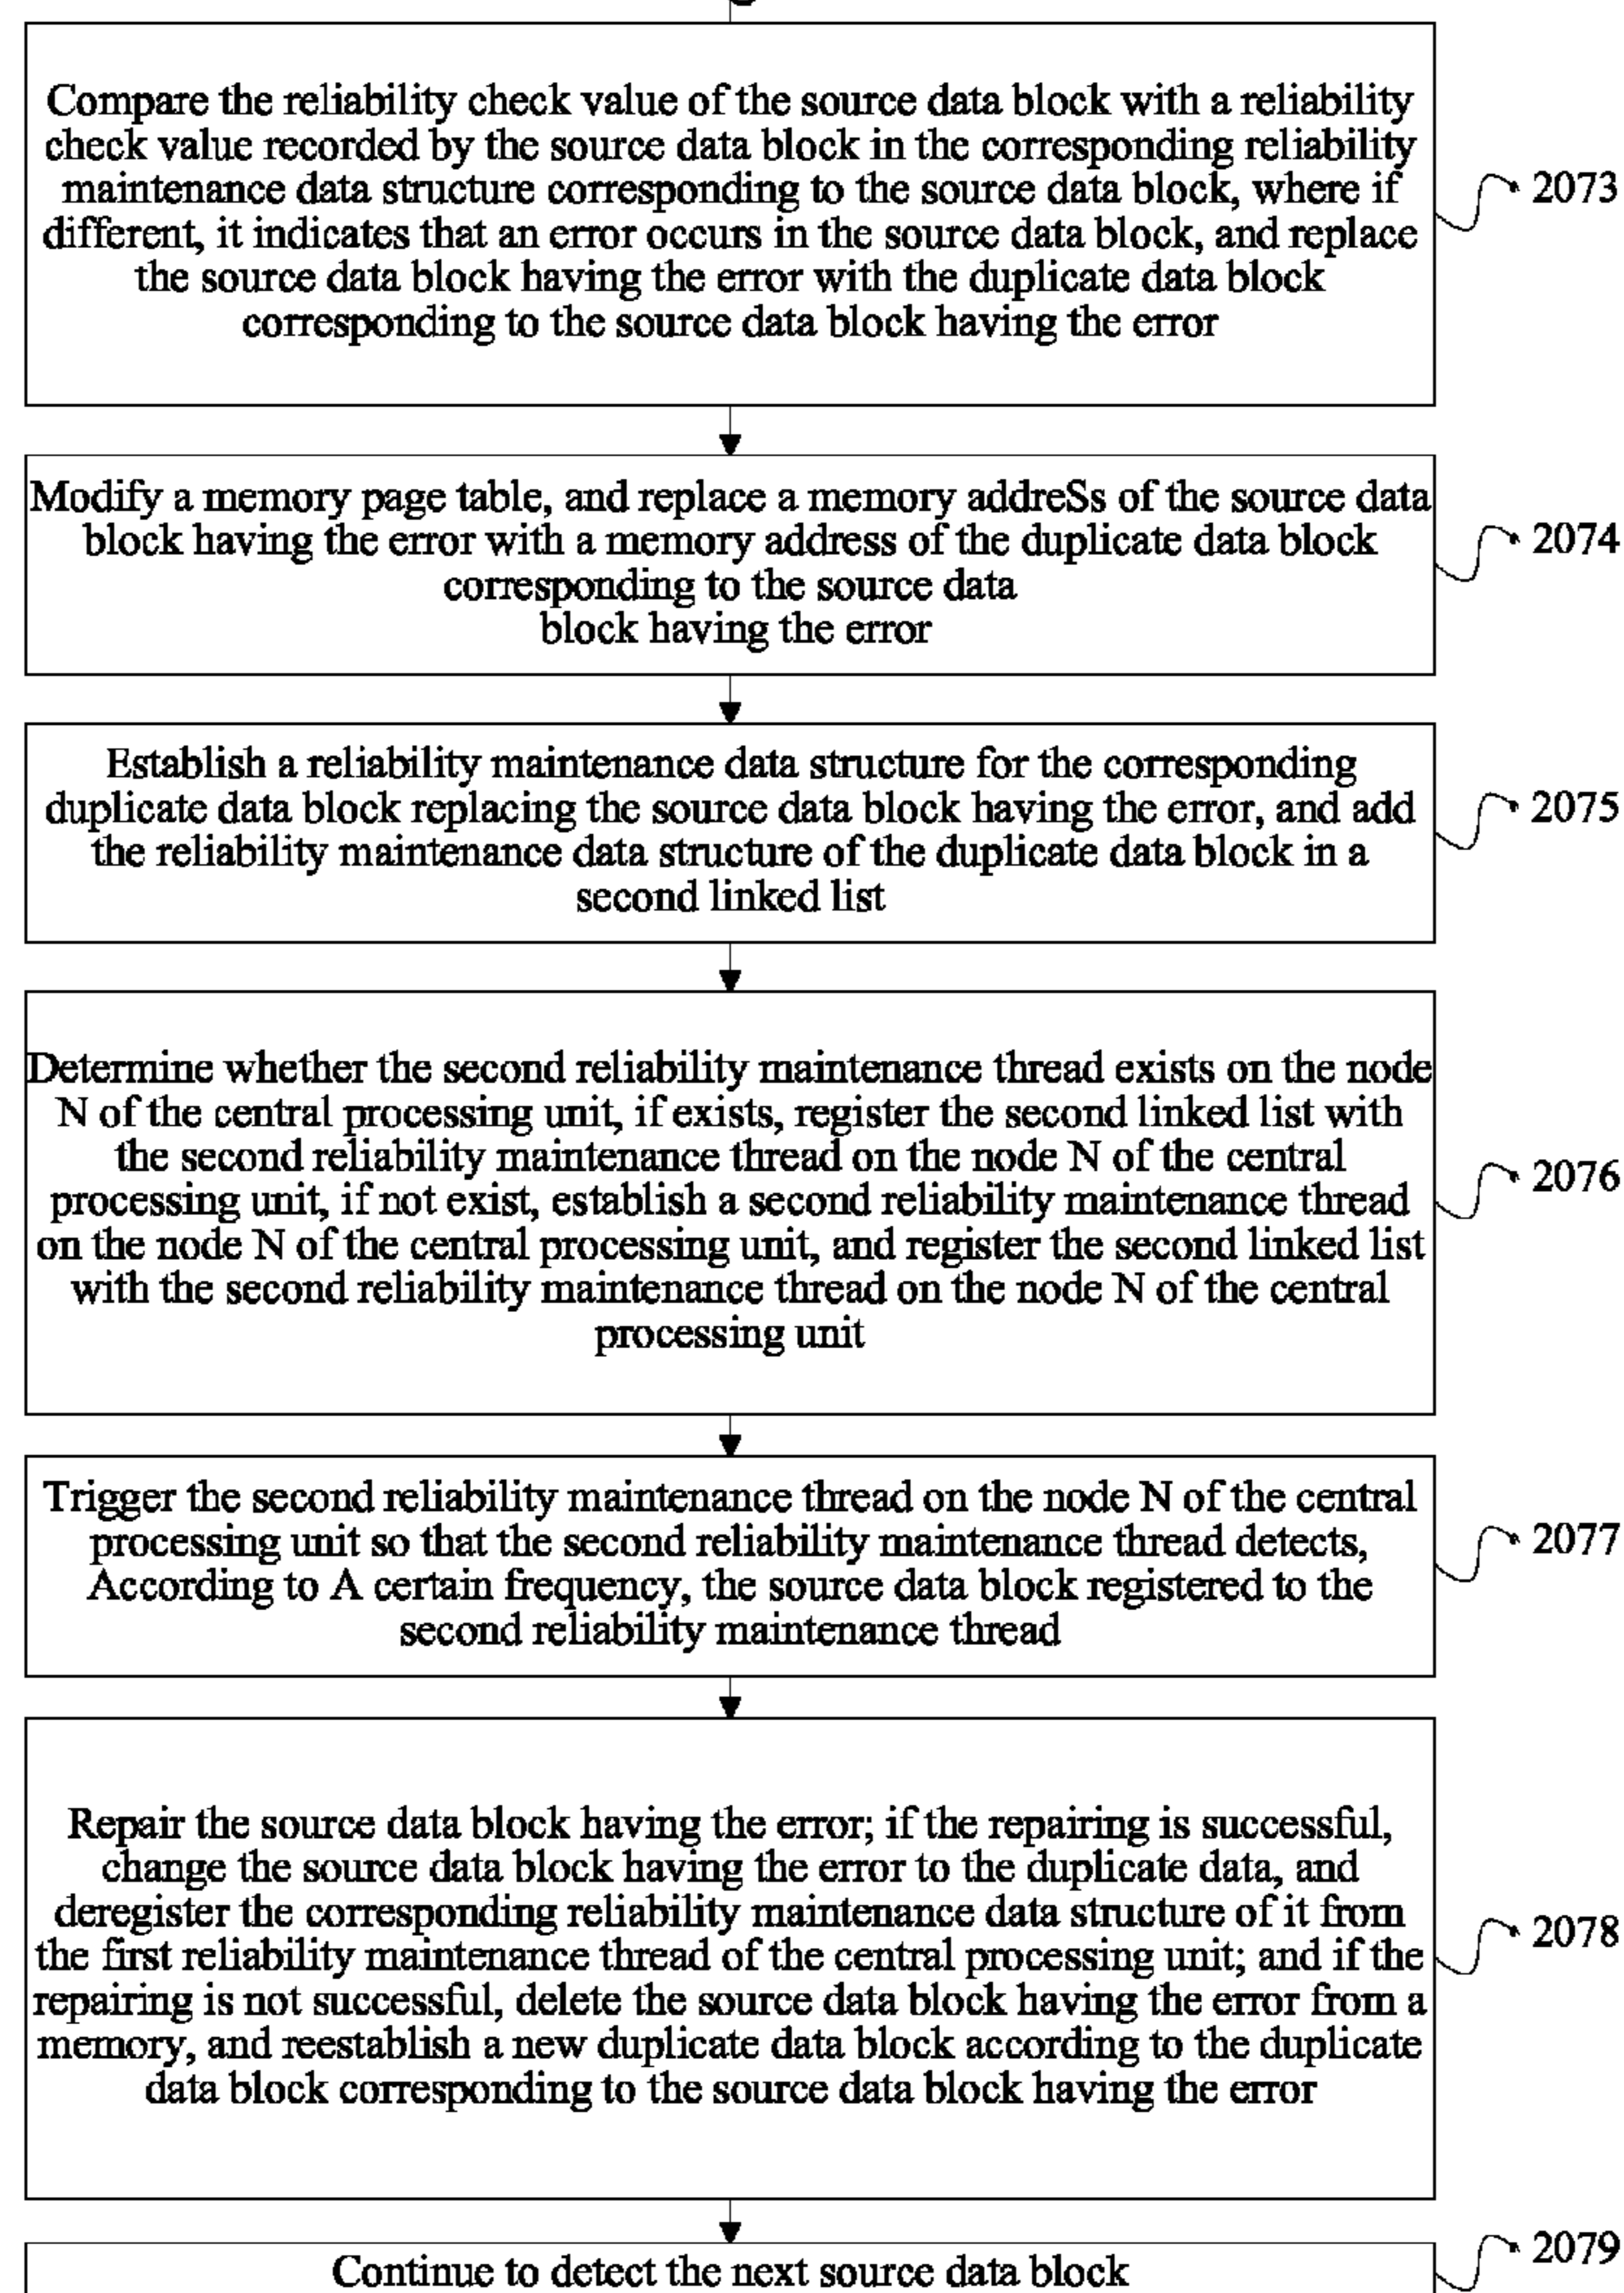 Compare the reliability check value of the source data block with a reliability
check value recorded by the source data block in the corresponding reliability
maintenance data structure corresponding to the source data block, where if
different, it indicates that an error occurs in the source data block, and replace
the source data block having the error with the duplicate data block
corresponding to the source data block having the error
2073
Modify a memory page table, and replace a memory addreSs of the source data
block having the error with a memory address of the duplicate data block
corresponding to the source data
block having the error
2074
Establish a reliability maintenance data structure for the corresponding
duplicate data block replacing the source data block having the error, and add
the reliability maintenance data structure of the duplicate data block in a
second linked list
2075
Determine whether the second reliability maintenance thread exists on the node
N of the central processing unit, if exists, register the second linked list with
the second reliability maintenance thread on the node N of the central
processing unit, if not exist, establish a second reliability maintenance thread
on the node N of the central processing unit, and register the second linked list
with the second reliability maintenance thread on the node N of the central
processing unit
2076
Trigger the second reliability maintenance thread on the node N of the central
processing unit so that the second reliability maintenance thread detects,
According to A certain frequency, the source data block registered to the
second reliability maintenance thread
2077
Repair the source data block having the error; if the repairing is successful,
change the source data block having the error to the duplicate data, and
deregister the corresponding reliability maintenance data structure of it from
the first reliability maintenance thread of the central processing unit; and if the
repairing is not successful, delete the source data block having the error from a
memory, and reestablish a new duplicate data block according to the duplicate
data block corresponding to the source data block having the error
2078
Continue to detect the next source data block
2079